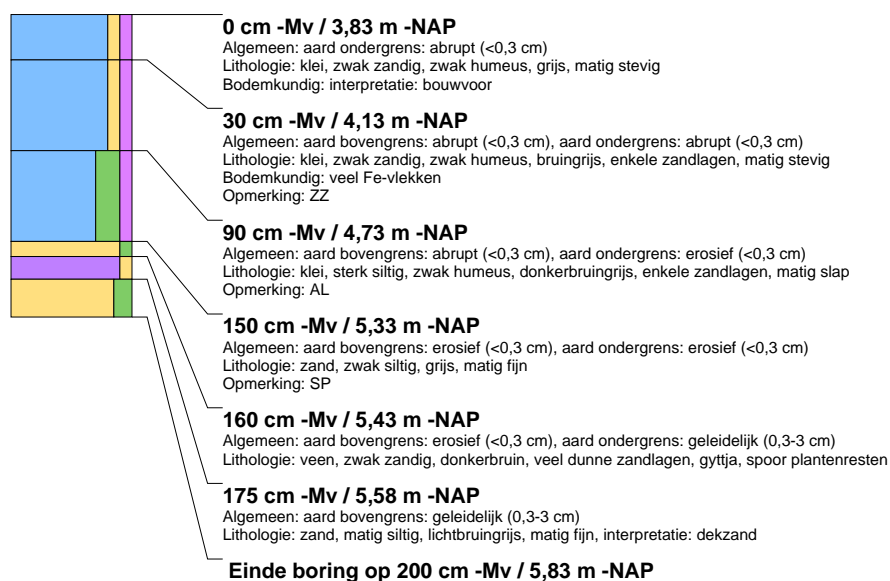 0 cm -Mv / 3,83 m -NAP
Algemeen: aard ondergrens: abrupt (<0,3 cm)
Lithologie: klei, zwak zandig, zwak humeus, grijs, matig stevig
Bodemkundig: interpretatie: bouwvoor
30 cm -Mv / 4,13 m -NAP
Algemeen: aard bovengrens: abrupt (<0,3 cm), aard ondergrens: abrupt (<0,3 cm)
Lithologie: klei, zwak zandig, zwak humeus, bruingrijs, enkele zandlagen, matig stevig
Bodemkundig: veel Fe-vlekken
Opmerking: ZZ
90 cm -Mv / 4,73 m -NAP
Algemeen: aard bovengrens: abrupt (<0,3 cm), aard ondergrens: erosief (<0,3 cm)
Lithologie: klei, sterk siltig, zwak humeus, donkerbruingrijs, enkele zandlagen, matig slap
Opmerking: AL
150 cm -Mv / 5,33 m -NAP
Algemeen: aard bovengrens: erosief (<0,3 cm), aard ondergrens: erosief (<0,3 cm)
Lithologie: zand, zwak siltig, grijs, matig fijn
Opmerking: SP
160 cm -Mv / 5,43 m -NAP
Algemeen: aard bovengrens: erosief (<0,3 cm), aard ondergrens: geleidelijk (0,3-3 cm)
Lithologie: veen, zwak zandig, donkerbruin, veel dunne zandlagen, gyttja, spoor plantenresten
175 cm -Mv / 5,58 m -NAP
Algemeen: aard bovengrens: geleidelijk (0,3-3 cm)
Lithologie: zand, matig siltig, lichtbruingrijs, matig fijn, interpretatie: dekzand
Einde boring op 200 cm -Mv / 5,83 m -NAP